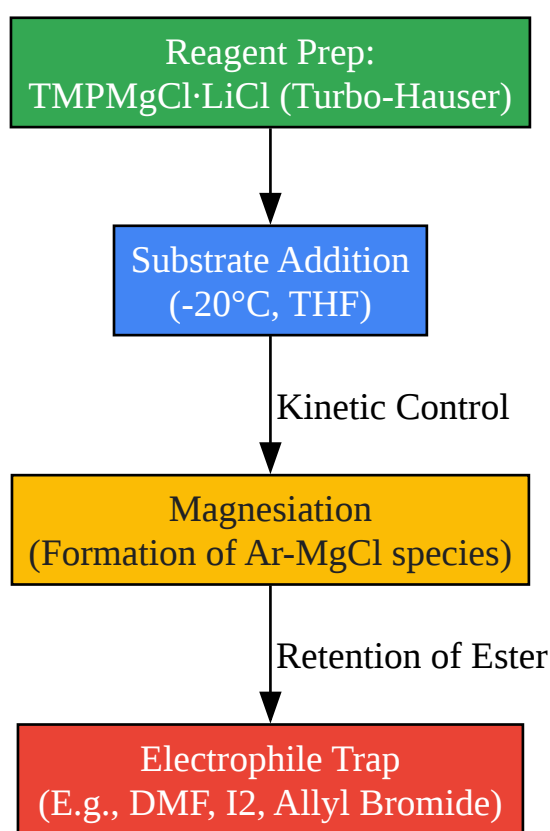 Reagent Prep:
TMPMgCl·LiCl (Turbo-Hauser)
Substrate Addition
(-20°C, THF)
Kinetic Control
Magnesiation
(Formation of Ar-MgCl species)
Retention of Ester
Electrophile Trap
(E.g., DMF, I2, Allyl Bromide)